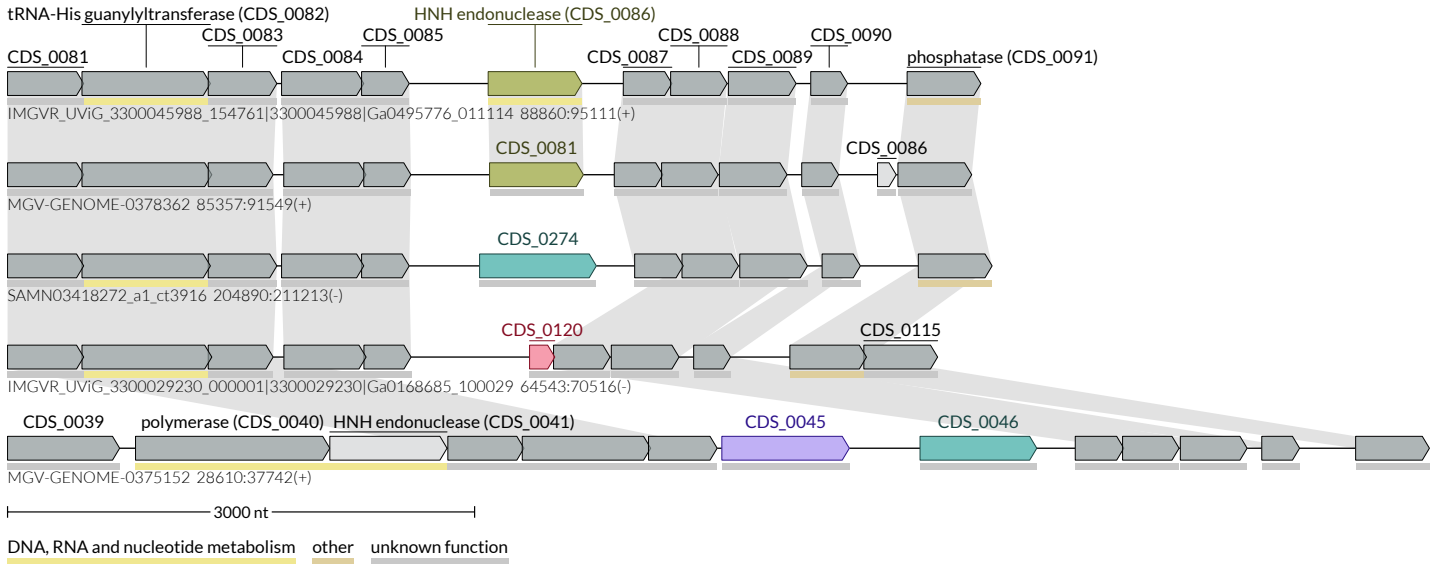 tRNA-His guanylyltransferase (CDS_0082) HNH endonuclease (CDS_0086)
CDS_0083 CDS_0085 CDS_0088 CDS_0090
CDS_0081 CDS_0084 CDS_0087 CDS_0089 phosphatase (CDS_0091)
IMGVR_UViG_3300045988_154761|3300045988|Ga0495776_011114 88860:95111(+)
CDS_0081 CDS_0086
MGV-GENOME-0378362 85357:91549(+)
CDS_0274
SAMN03418272_a1_ct3916 204890:211213(-)
CDS_0120 CDS_0115
IMGVR_UViG_3300029230_000001|3300029230|Ga0168685_100029 64543:70516(-)
CDS_0039 polymerase (CDS_0040) HNH endonuclease (CDS_0041) CDS_0045 CDS_0046
MGV-GENOME-0375152 28610:37742(+)
3000 nt
DNA, RNA and nucleotide metabolism other unknown function